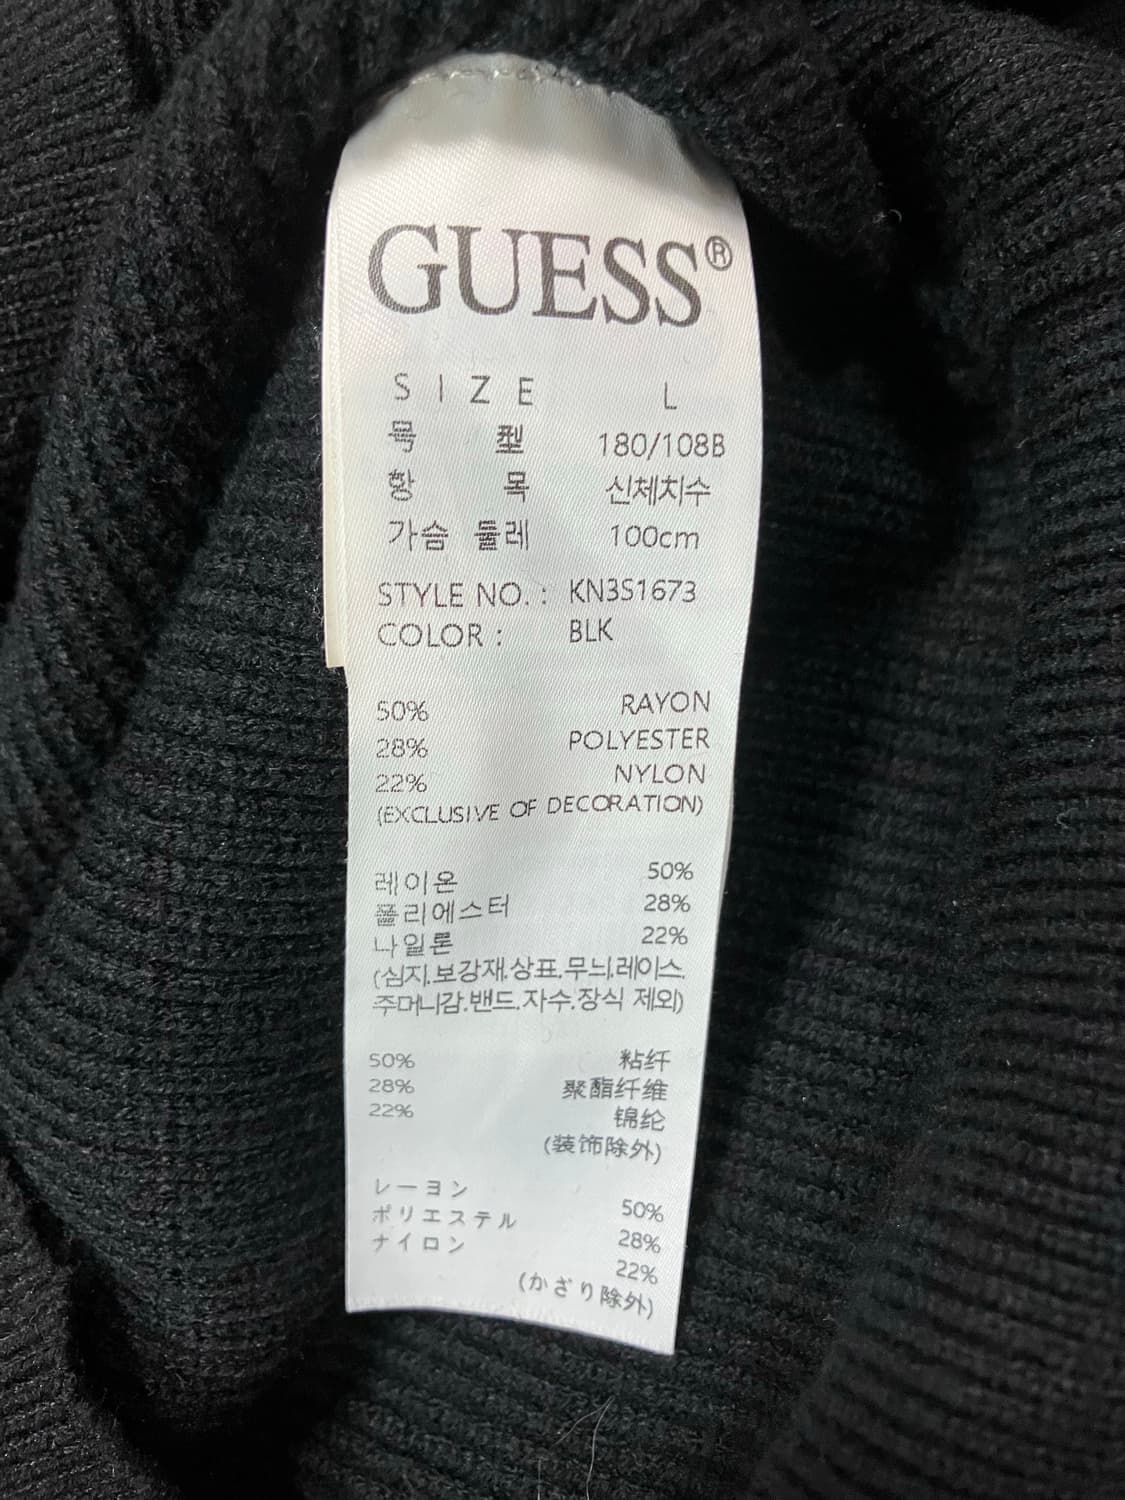 GUESS®
SIZE L
号型 180/108B
항목 신체치수
가슴 둘레 100cm
STYLE NO. : KN3S1673
COLOR : BLK
50% RAYON
28% POLYESTER
22% NYLON
(EXCLUSIVE OF DECORATION)
레이온 50%
폴리에스터 28%
나일론 22%
(심지.보강재.상표.무늬.레이스.
주머니감.밴드.자수.장식 제외)
50% 粘纤
28% 聚酯纤维
22% 锦纶
(装饰除外)
レーヨン 50%
ポリエステル 28%
ナイロン 22%
(かざり除外)